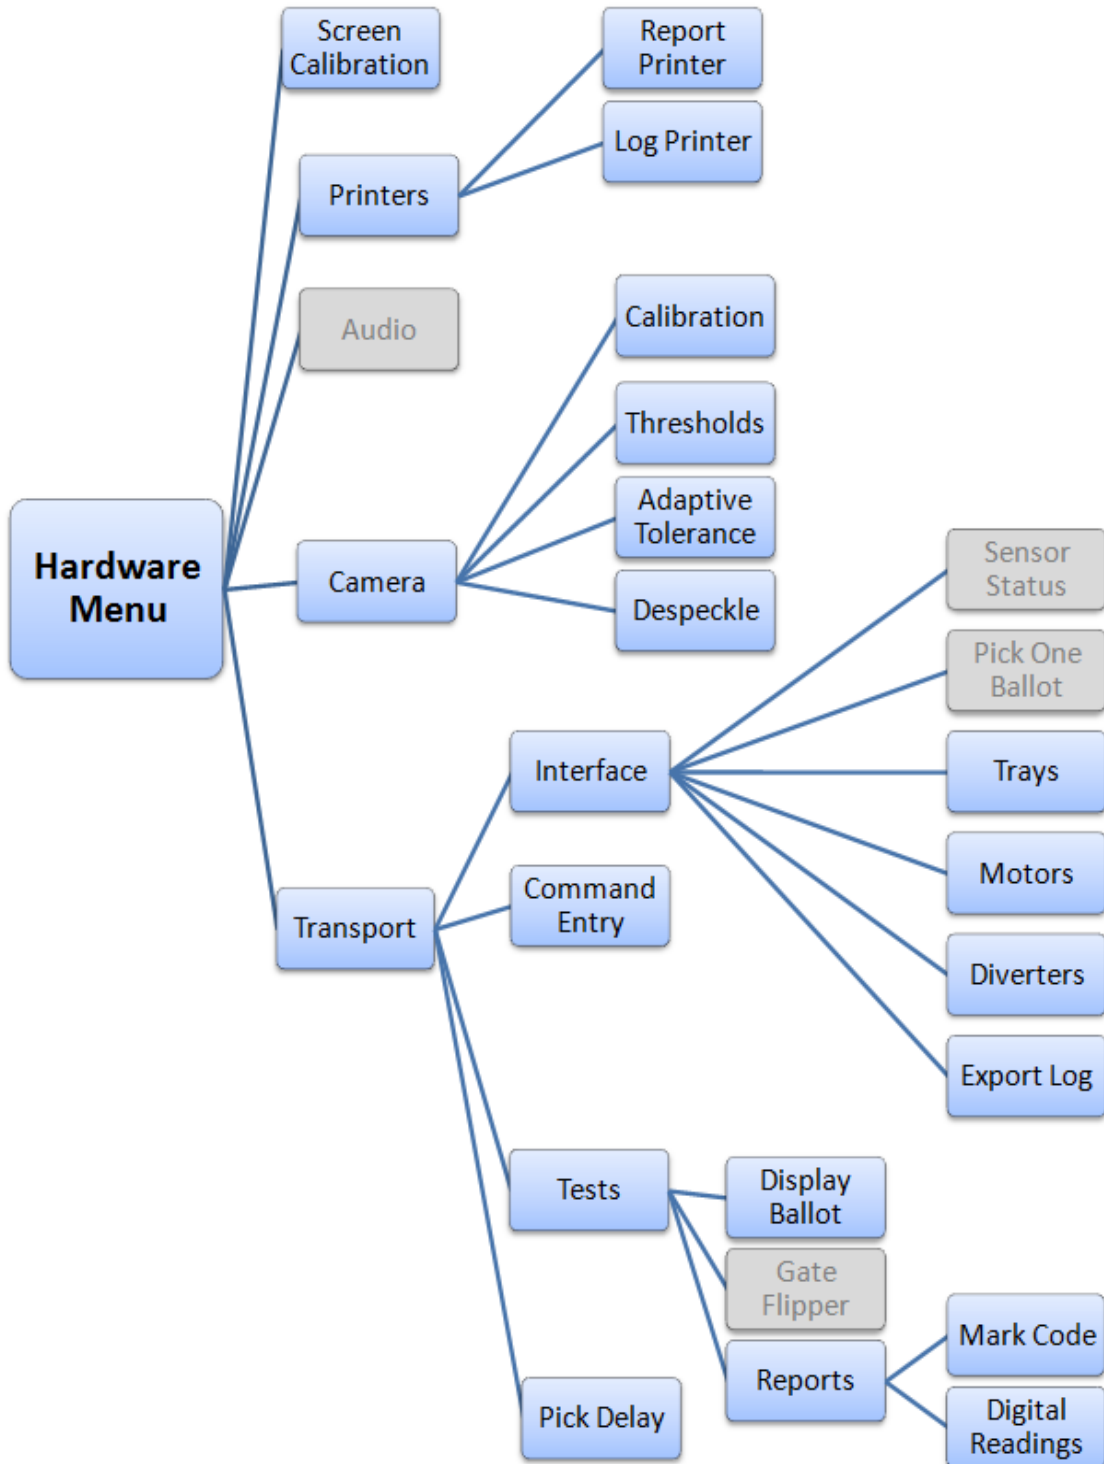 Screen
Calibration
Report
Printer
Log Printer
Printers
Audio
Calibration
Thresholds
Adaptive
Tolerance
Despeckle
Camera
Hardware
Menu
Sensor
Status
Pick One
Ballot
Interface
Trays
Motors
Command
Entry
Transport
Diverters
Export Log
Tests
Display
Ballot
Gate
Flipper
Reports
Mark Code
Digital
Readings
Pick Delay